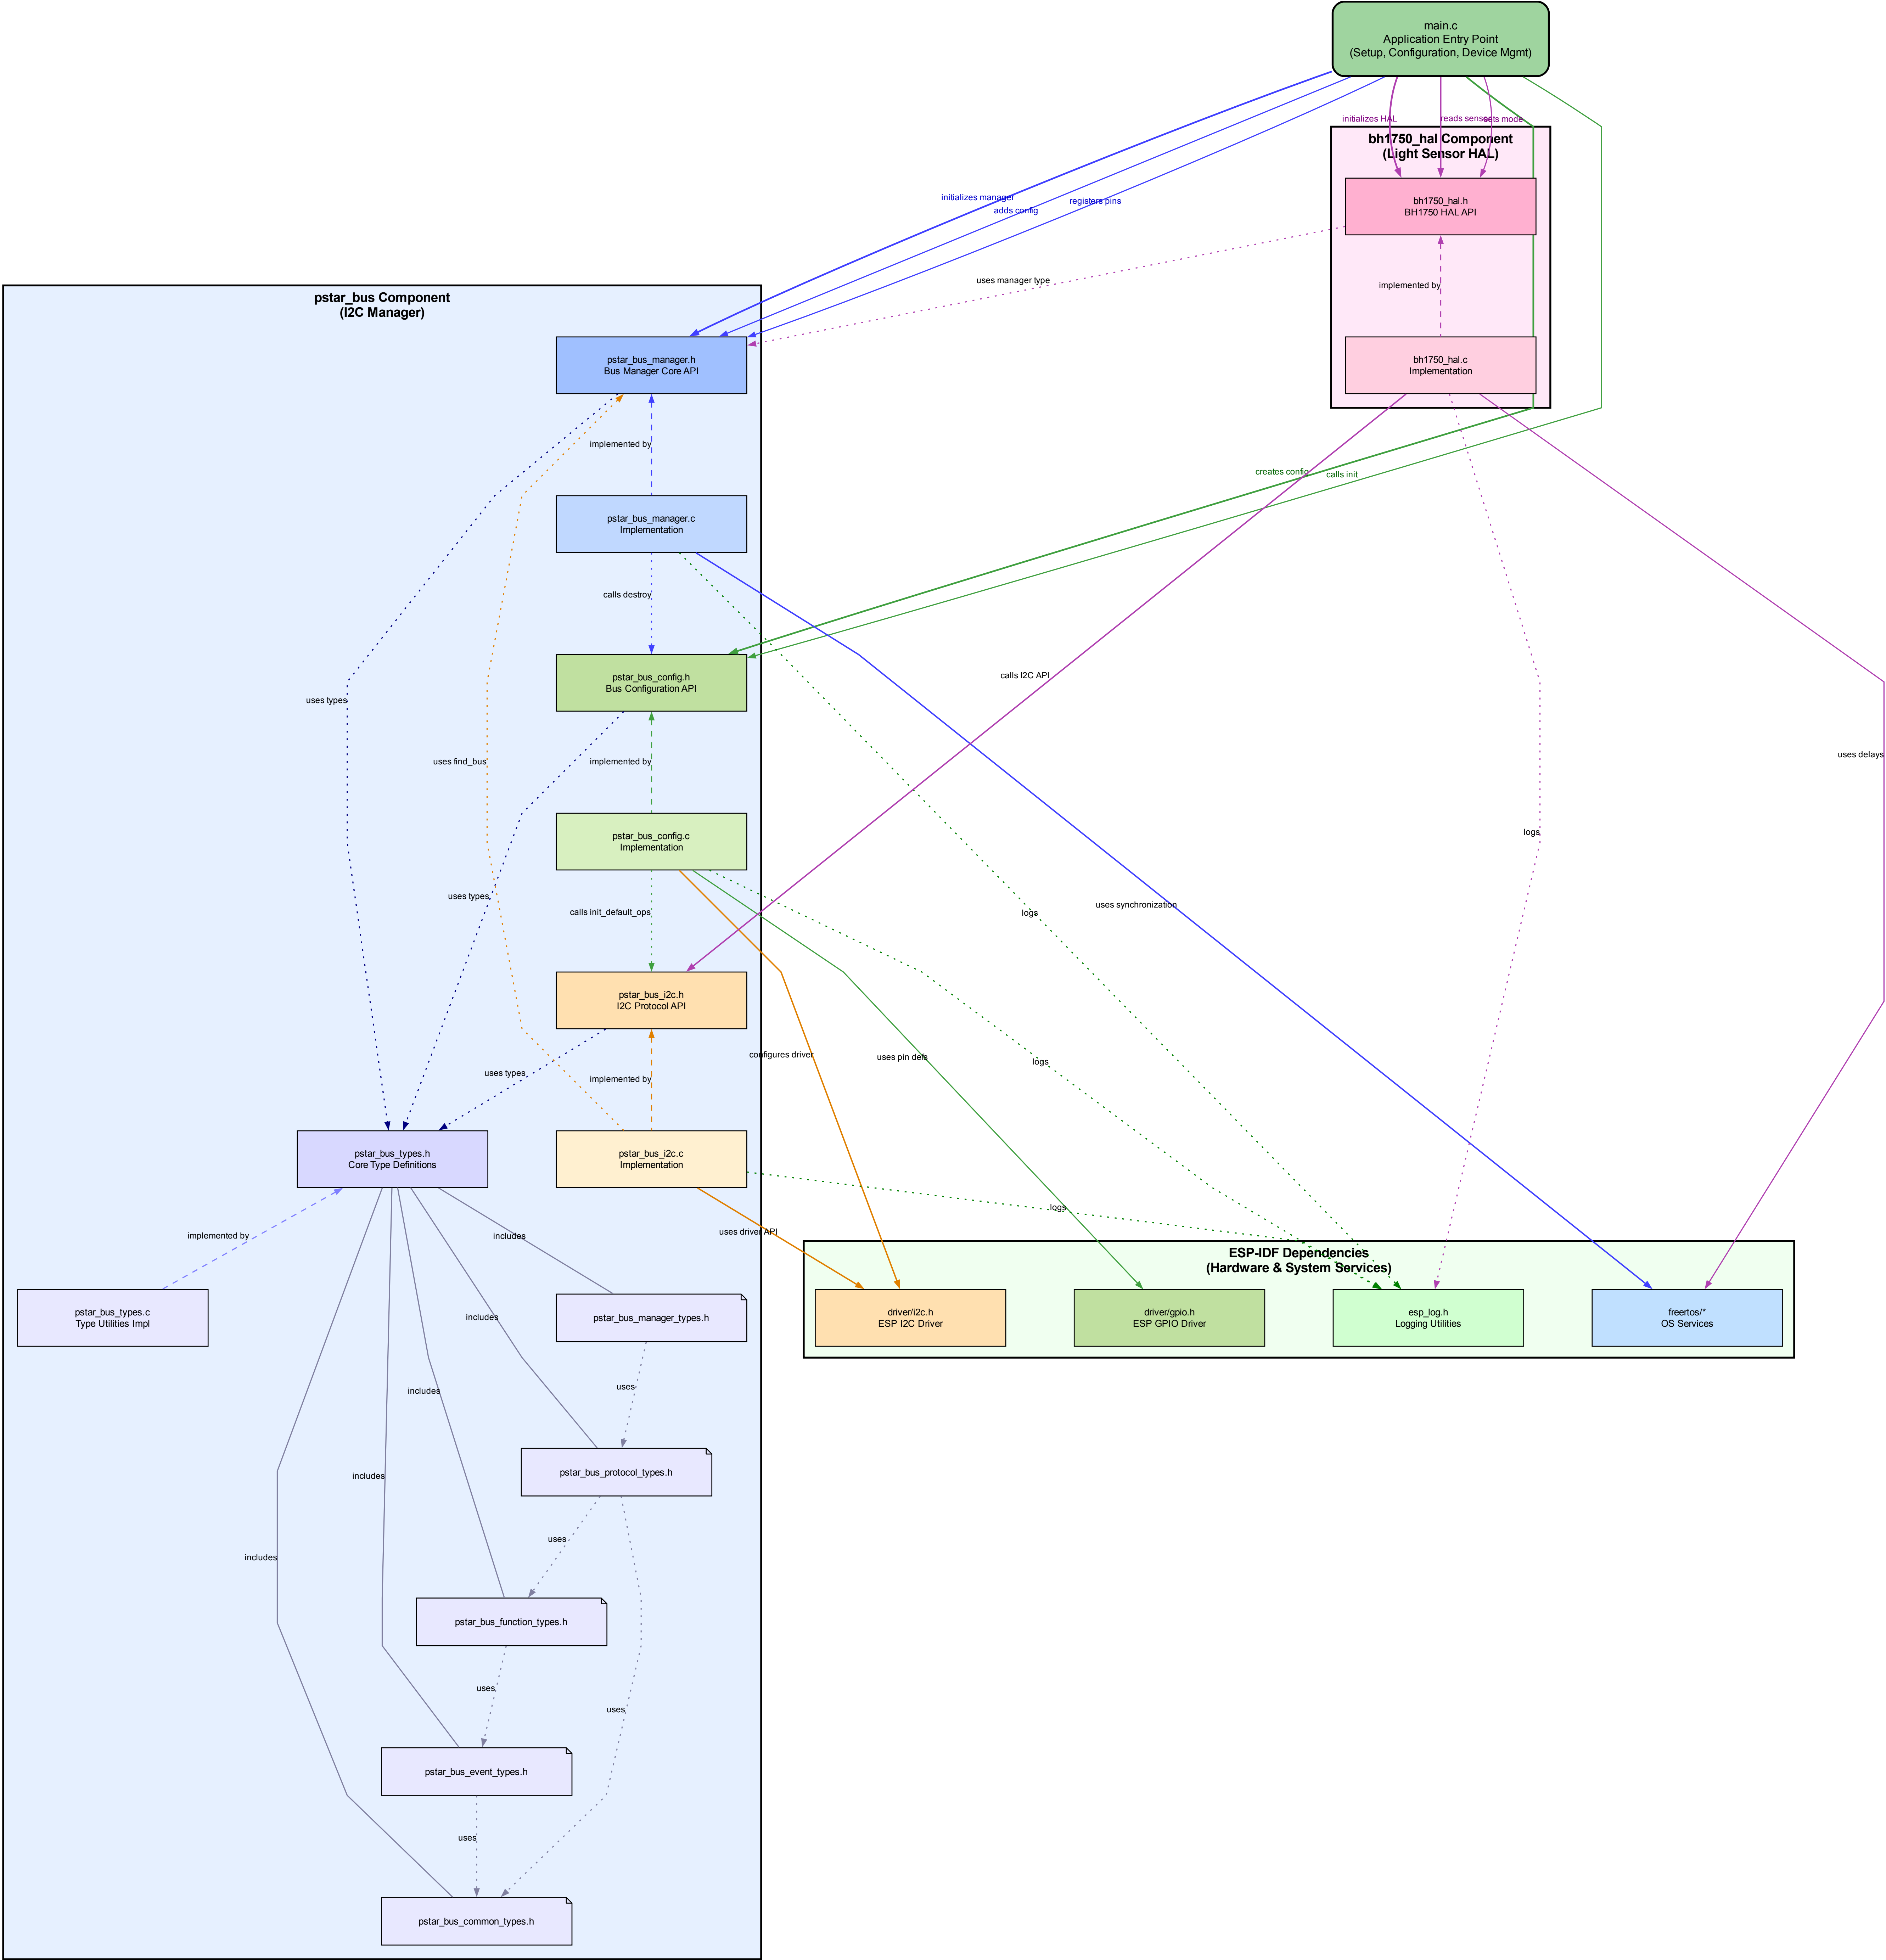 main.c
Application Entry Point
(Setup, Configuration, Device Mgmt)
initializes HAL
reads sensor
sets mode
bh1750_hal Component
(Light Sensor HAL)
bh1750_hal.h
BH1750 HAL API
initializes manager
adds config
registers pins
uses manager type
implemented by
pstar_bus Component
(I2C Manager)
pstar_bus_manager.h
Bus Manager Core API
bh1750_hal.c
Implementation
implemented by
creates config
calls init
pstar_bus_manager.c
Implementation
calls destroy
pstar_bus_config.h
Bus Configuration API
calls I2C API
uses types
uses find_bus
implemented by
uses delays
pstar_bus_config.c
Implementation
logs
uses types
calls init_default_ops
logs
uses synchronization
pstar_bus_i2c.h
I2C Protocol API
configures driver
uses pin defs
logs
uses types
implemented by
pstar_bus_types.h
Core Type Definitions
pstar_bus_i2c.c
Implementation
logs
implemented by
includes
uses driver API
ESP-IDF Dependencies
(Hardware & System Services)
pstar_bus_types.c
Type Utilities Impl
pstar_bus_manager_types.h
driver/i2c.h
ESP I2C Driver
driver/gpio.h
ESP GPIO Driver
esp_log.h
Logging Utilities
freertos/*
OS Services
includes
uses
includes
pstar_bus_protocol_types.h
includes
uses
includes
pstar_bus_function_types.h
uses
uses
pstar_bus_event_types.h
uses
pstar_bus_common_types.h